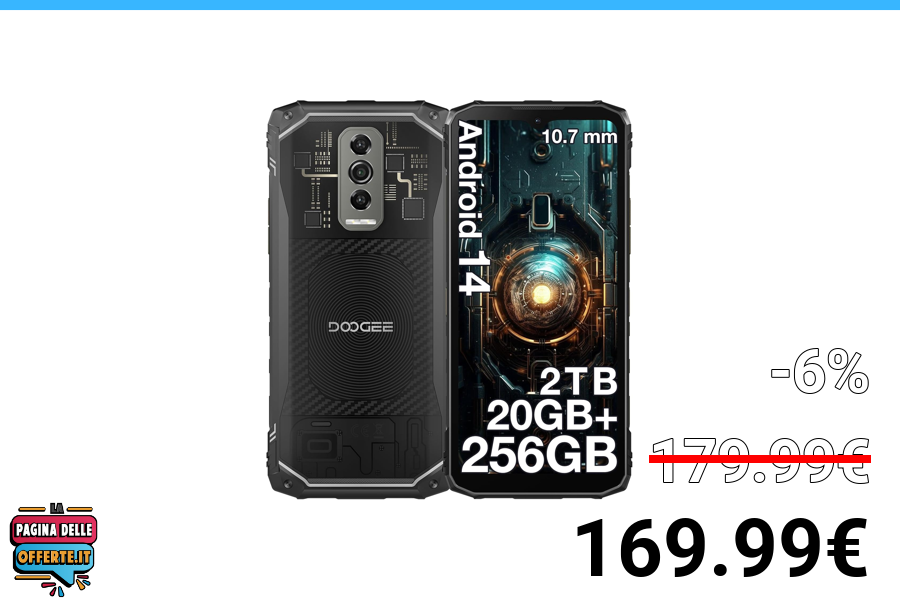 Android 14
10.7 mm
DOOGEE
2TB
20GB+
256GB
-6%
179.99€
169.99€
LA
PAGINA DELLE
OFFERTE.IT